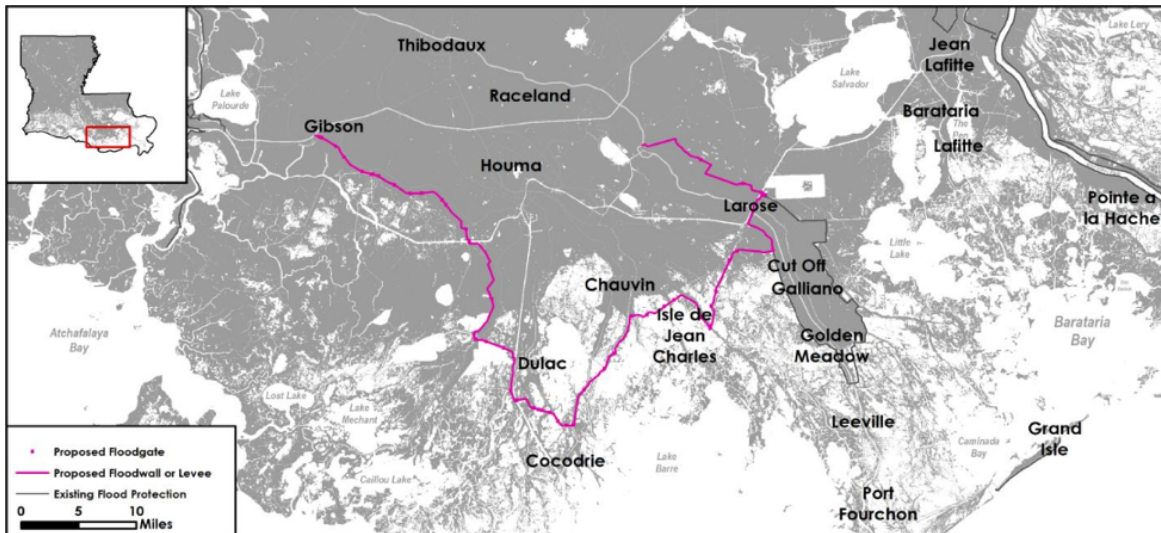 Thibodaux
Jean
Lafitte
Lake Lery
Lake
Salvador
Lake
Palourde
Raceland
Barataria
The
Pen
Lafitte
Gibson
Houma
Larose
Pointe a
la Hache
Little
Lake
Cut Off
Galliano
Chauvin
Isle de
Jean
Charles
Golden
Meadow
Atchafalaya
Bay
Barataria
Bay
Dulac
Lost Lake
Lake
Mechant
Leeville
Grand
Isle
Caminada
Bay
Cocodrie
Lake
Barre
Caillou Lake
Port
Fourchon
Proposed Floodgate
Proposed Floodwall or Levee
Existing Flood Protection
0 5 10
Miles